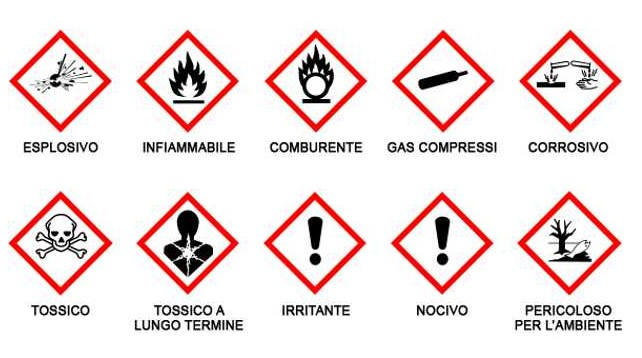 ESPLOSIVO
INFIAMMABILE
COMBURENTE
GAS COMPRESSI
CORROSIVO
TOSSICO
TOSSICO A
LUNGO TERMINE
IRRITANTE
NOCIVO
PERICOLOSO
PER L'AMBIENTE